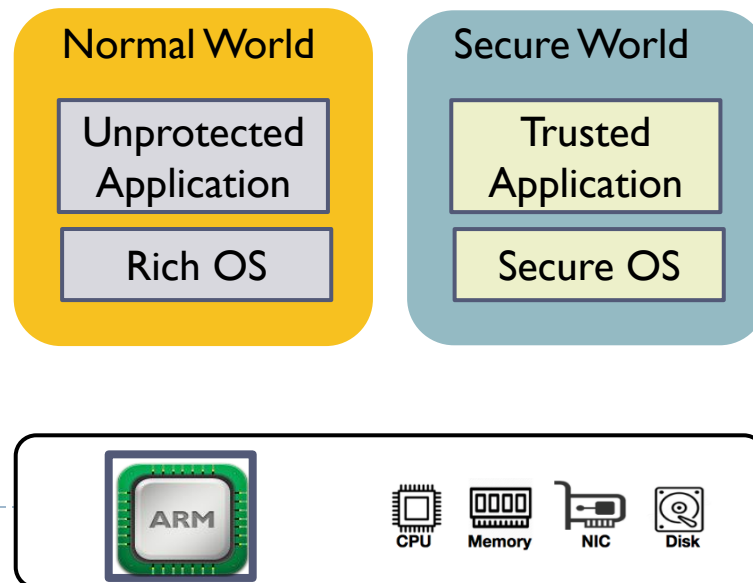 Normal World
Secure World
Unprotected
Application
Trusted
Application
Rich OS
Secure OS
ARM
CPU
Memory
NIC
Disk